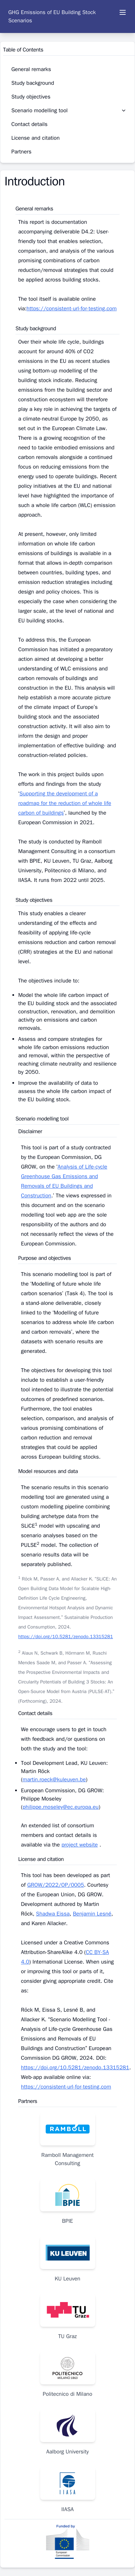 GHG Emissions of EU Building Stock
Scenarios
Table of Contents
General remarks
Study background
Study objectives
Scenario modelling tool
Contact details
License and citation
Partners
Introduction
General remarks
This report is documentation
accompanying deliverable D4.2: User-
friendly tool that enables selection,
comparison, and analysis of the various
promising combinations of carbon
reduction/removal strategies that could
be applied across building stocks.
The tool itself is available online
via:https://consistent-url-for-testing.com
Study background
Over their whole life cycle, buildings
account for around 40% of CO2
emissions in the EU as recent studies
using bottom-up modelling of the
building stock indicate. Reducing
emissions from the building sector and
construction ecosystem would therefore
play a key role in achieving the targets of
a climate-neutral Europe by 2050, as
set out in the European Climate Law.
There is a growing recognition of the
need to tackle embodied emissions and
whole life carbon emissions alongside a
continued focus on emissions from the
energy used to operate buildings. Recent
policy initiatives at the EU and national
level have highlighted the importance of
such a whole life carbon (WLC) emission
approach.
At present, however, only limited
information on whole life carbon
emissions of buildings is available in a
format that allows in-depth comparison
between countries, building types, and
emission reduction strategies including
design and policy choices. This is
especially the case when considering the
larger scale, at the level of national and
EU building stocks.
To address this, the European
Commission has initiated a study aimed
at generating a better understanding
and modelling of WLC emissions and
removals of buildings and building
stocks across the EU. This analysis will
yield insights on the current and
potential future impact of Europe's
building stock and identify possible
reduction pathways. It will also aim to
inform the design and proper
implementation of effective building- and
construction-related policies.
The work in this project builds upon
efforts and findings from the study
'Supporting the development of a
roadmap for the reduction of whole life
carbon of buildings', launched by the
European Commission in 2021.
The study is conducted by Ramboll
Management Consulting in a consortium
with BPIE, KU Leuven, TU Graz, Aalborg
University, Politecnico di Milano, and
IIASA. It runs from 2022 until 2025.
Study objectives
This study enables a clearer
understanding of the effects and
feasibility of applying life-cycle
emissions reduction and carbon removal
(CRR) strategies at the EU and national
level.
The objectives include to:
Model the whole life carbon impact of
the EU building stock and the associated
impact of demolition, construction, and
renovation, modelling sector
activity on emissions and carbon
removals.
Assess and compare strategies for
whole life carbon emissions reduction
and carbon removal, in the purpose of
reaching climate and resource resilience
by 2050.
Improve the availability of data to
assess the whole life carbon impact of
the EU building stock.
Scenario modelling tool
Disclaimer
This tool is part of a study contracted
by the European Commission, DG
GROW, on the 'Analysis of Life-cycle
Greenhouse Gas Emissions and
Removals of EU Buildings and
Construction.' The views expressed in
this document and on the scenario
modelling tool web app are the sole
responsibility of the authors and do
not necessarily reflect the views of the
European Commission.
Purpose and objectives
This scenario modelling tool is part of
the 'Modelling of future whole life
carbon scenarios' (Task 4). The tool is
a stand-alone deliverable, closely
linked to the 'Modelling of the future
scenarios of whole life carbon
emissions and carbon removals', where
datasets with scenario results are
generated.
The objectives for developing this tool
include to establish a user-friendly
tool and to illustrate the potential
outcomes of predefined scenarios.
Furthermore, the tool enables
selection, comparison, and analysis of
various promising combinations of
carbon reduction and removal
strategies that could be applied
across European building stocks.
Model resources and data
The scenario results in this scenario
modelling tool are generated using a
custom modeling pipeline combining
building archetype data from the
SLiCE1 model with upscaling and
scenario analyses based on the
PULSE2 model. The collection of
scenario results data will be
separately published.
1 Röck M, Passer A, and Allacker K. "SLiCE: An
Open Building Data Model for Scalable High-
Definition Life Cycle Engineering,
Environmental Hotspot Analysis and Dynamic
Impact Assessment." Sustainable Production
and Consumption, 2024.
https://doi.org/10.5281/zenodo.13315281
2 Alaux N, Schwark B, Hörmann M, Ruschi
Mendes Saade M, and Passer A. "Assessing
the Prospective Environmental Impacts and
Circularity Potentials of Building Stocks: An
Open Source Model from Austria (PULSE-AT)."
(Forthcoming), 2024.
Contact details
We encourage users to get in touch
with feedback and/or questions on
both the study and the tool:
Tool Development Lead, KU Leuven:
Martin Röck
(martin.roeck@kuleuven.be)
European Commission, DG GROW:
Philippe Moseley
(philippe.moseley@ec.europa.eu)
An extended list of consortium
members and contact details is
available via the project website .
License and citation
This tool has been developed as part
of GROW/2022/OP/0005. Courtesy
of the European Union, DG GROW.
Development authored by Martin
Röck, Shadwa Eissa, Benjamin Lesné,
and Karen Allacker.
Licensed under a Creative Commons
Attribution-ShareAlike 4.0 (CC BY-SA
4.0) International License. When using
or improving this tool or parts of it,
please give credit to the authors. Cite
as:
Röck M, Eissa S, Lesné B. and
Allacker K. "Scenario Modelling Tool -
Analysis of Life-cycle Greenhouse Gas
Emissions and Removals of EU
Buildings and Construction" European
Commission DG GROW. 2024. DOI:
https://doi.org/10.5281/zenodo.13315281.
Web-app available online via:
https://consistent-url-for-testing.com
Partners
RAMBOLL
Ramboll Management
Consulting
BPIE
BPIE
KU LEUVEN
KU Leuven
TU
Graz
TU Graz
POLITECNICO
MILANO 1863
Politecnico di Milano
Aalborg University
IIASA
IIASA
Funded by